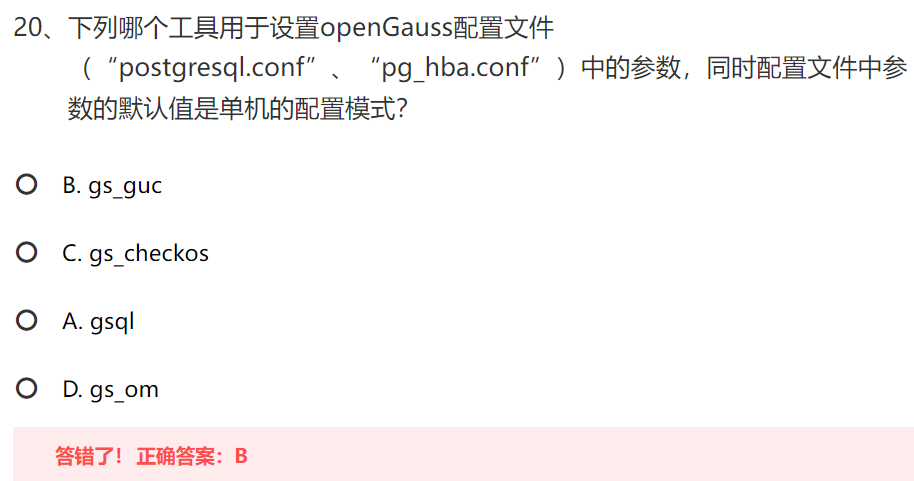 20、下列哪个工具用于设置openGauss配置文件
（“postgresql.conf”、“pg_hba.conf”）中的参数，同时配置文件中参
数的默认值是单机的配置模式？
B. gs_guc
C. gs_checkos
A. gsql
D. gs_om
答错了！正确答案：B